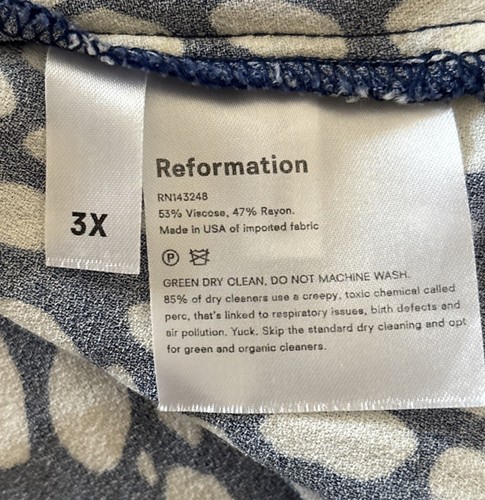 3X
Reformation
RN143248
53% Viscose, 47% Rayon.
Made in USA of imported fabric
P
GREEN DRY CLEAN. DO NOT MACHINE WASH.
85% of dry cleaners use a creepy, toxic chemical called
perc, that's linked to respiratory issues, birth defects and
air pollution. Yuck. Skip the standard dry cleaning and opt
for green and organic cleaners.